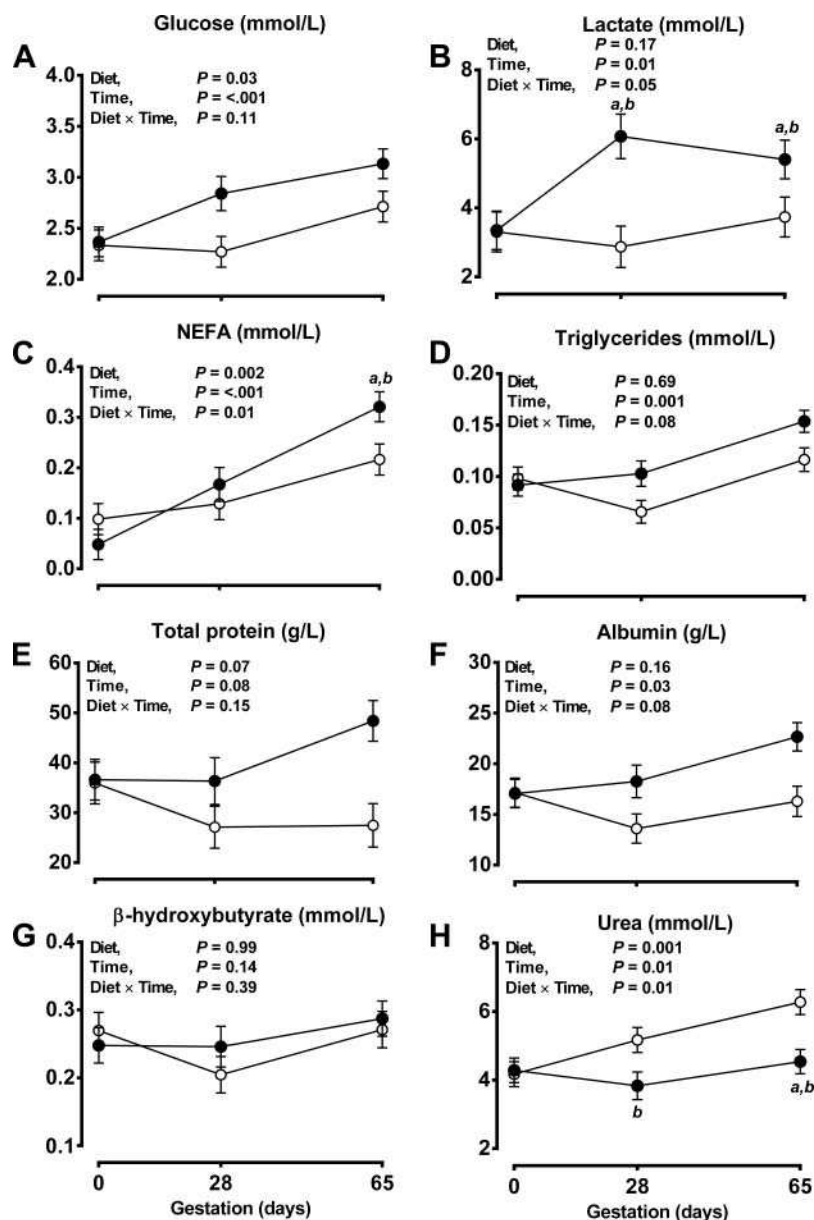 Glucose (mmol/L)
A
Diet, P = 0.03
Time, P = <.001
Diet × Time, P = 0.11
4.0
3.5
3.0
2.5
2.0
Lactate (mmol/L)
B
Diet, P = 0.17
Time, P = 0.01
Diet × Time, P = 0.05
8
6
4
2
a,b
a,b
NEFA (mmol/L)
C
Diet, P = 0.002
Time, P = <.001
Diet × Time, P = 0.01
0.4
0.3
0.2
0.1
0.0
a,b
Triglycerides (mmol/L)
D
Diet, P = 0.69
Time, P = 0.001
Diet × Time, P = 0.08
0.20
0.15
0.10
0.05
0.00
Total protein (g/L)
E
Diet, P = 0.07
Time, P = 0.08
Diet × Time, P = 0.15
60
50
40
30
20
Albumin (g/L)
F
Diet, P = 0.16
Time, P = 0.03
Diet × Time, P = 0.08
30
25
20
15
10
β-hydroxybutyrate (mmol/L)
G
Diet, P = 0.99
Time, P = 0.14
Diet × Time, P = 0.39
0.4
0.3
0.2
0.1
0 28 65
Gestation (days)
Urea (mmol/L)
H
Diet, P = 0.001
Time, P = 0.01
Diet × Time, P = 0.01
8
6
4
2
b
a,b
0 28 65
Gestation (days)